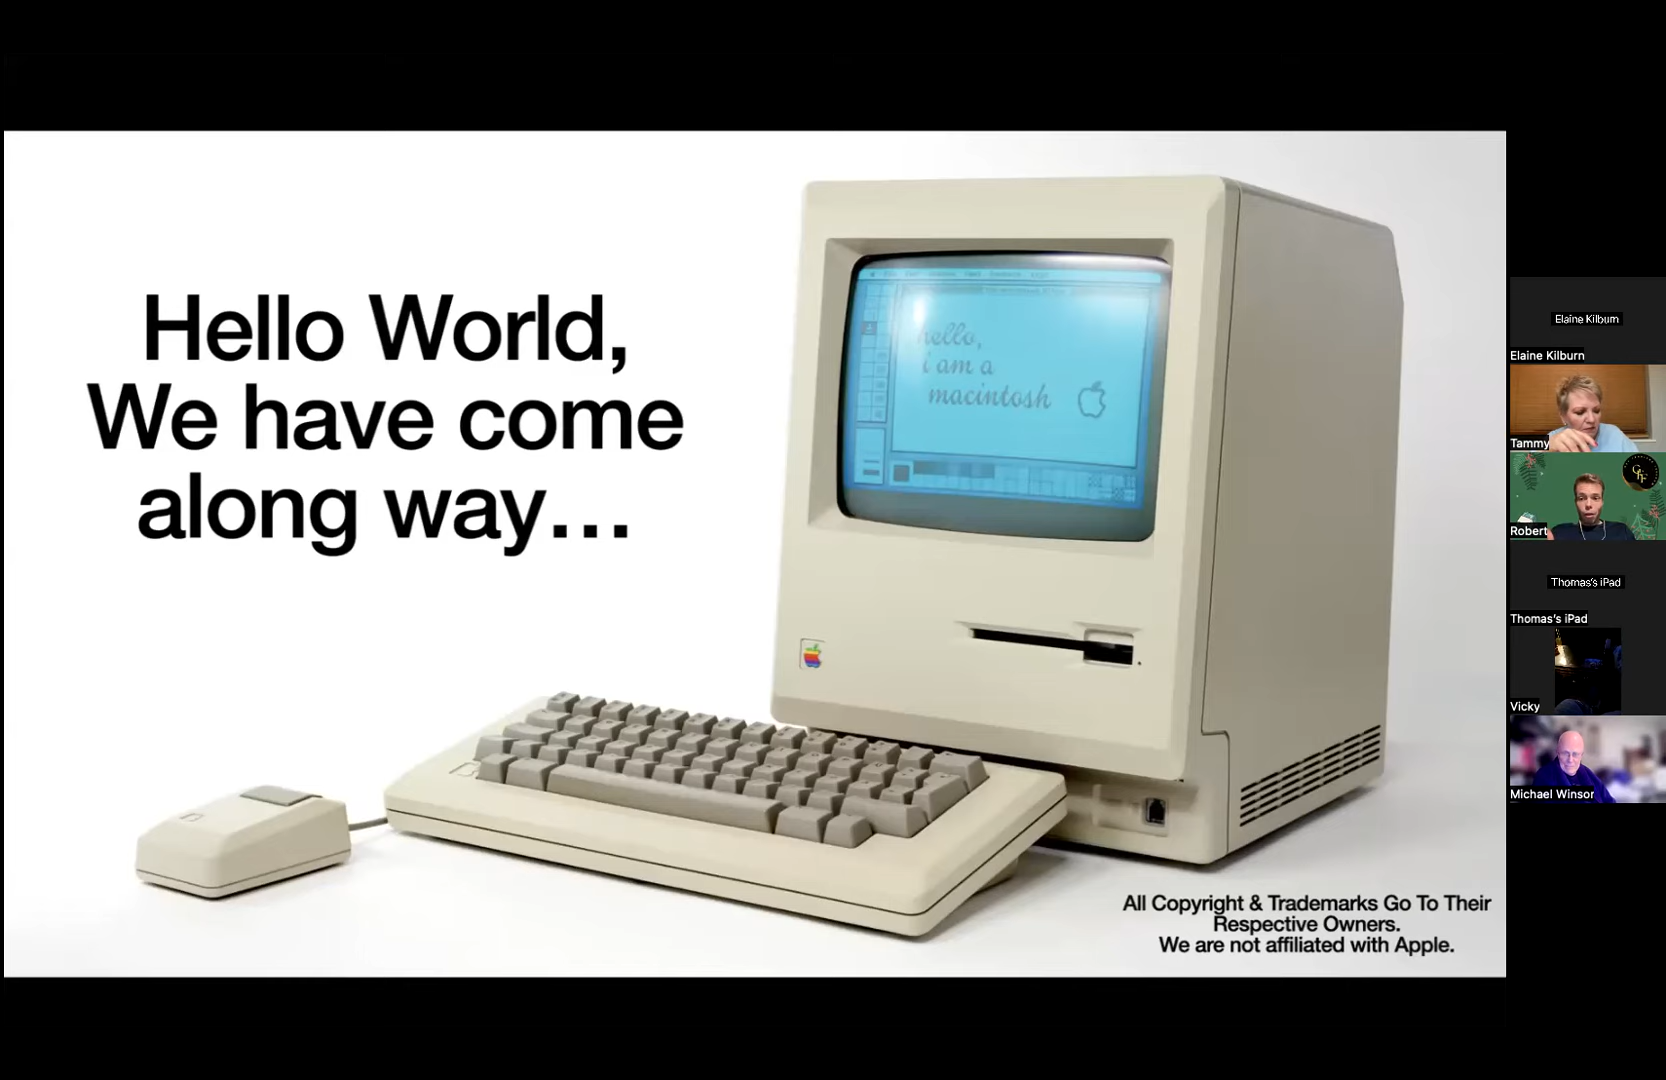 Hello World,
We have come
along way...
hello,
i am a
macintosh
All Copyright & Trademarks Go To Their
Respective Owners.
We are not affiliated with Apple.
Elaine Kilburn
Elaine Kilburn
Tammy
GFF
Robert
Thomas's iPad
Thomas's iPad
Vicky
Michael Winsor